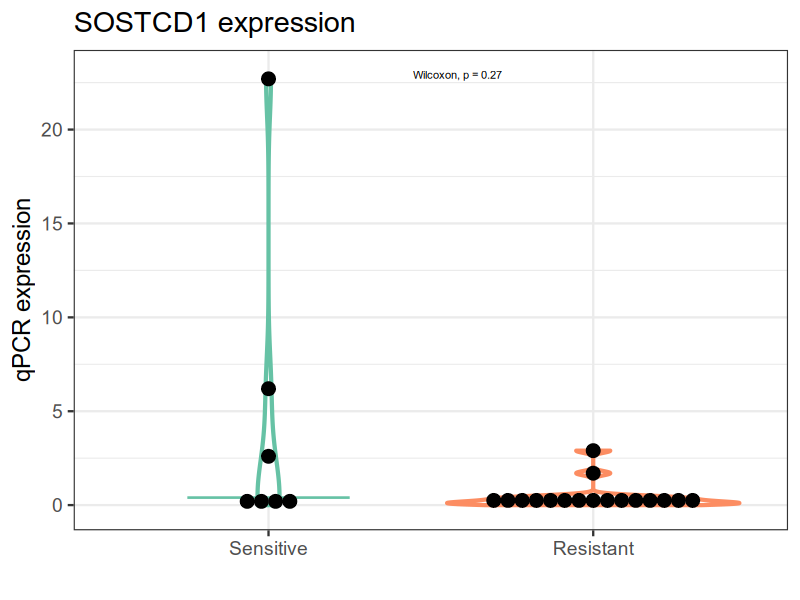 SOSTCD1 expression
Wilcoxon, p = 0.27
qPCR expression
20
15
10
5
0
Sensitive Resistant